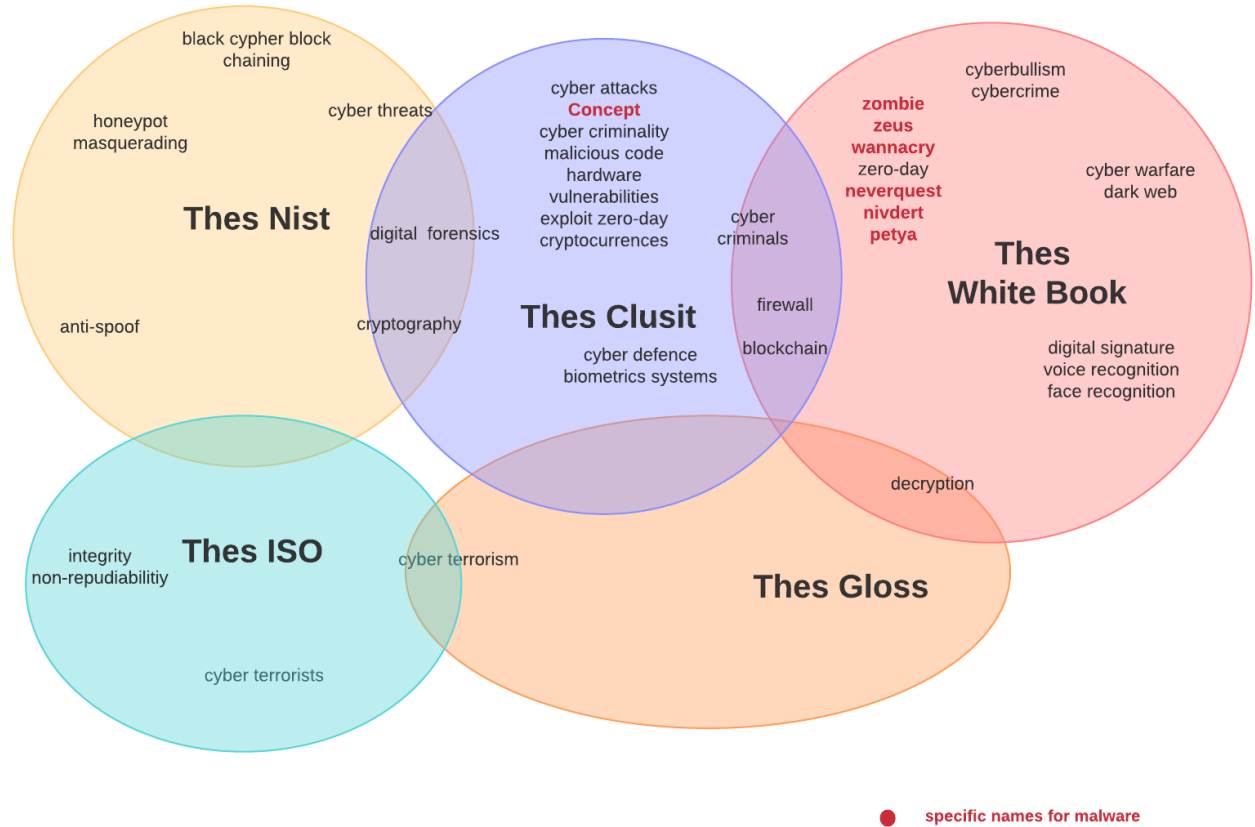 black cypher block
chaining
cyber threats
honeypot
masquerading
Thes Nist
digital forensics
cryptography
anti-spoof
cyber attacks
Concept
cyber criminality
malicious code
hardware
vulnerabilities
exploit zero-day
cryptocurrences
Thes Clusit
cyber defence
biometrics systems
cyber
criminals
firewall
blockchain
cyberbullism
cybercrime
zombie
zeus
wannacry
zero-day
neverquest
nivdert
petya
cyber warfare
dark web
Thes
White Book
digital signature
voice recognition
face recognition
decryption
integrity
non-repudiabilitiy
Thes ISO
cyber terrorism
cyber terrorists
Thes Gloss
specific names for malware